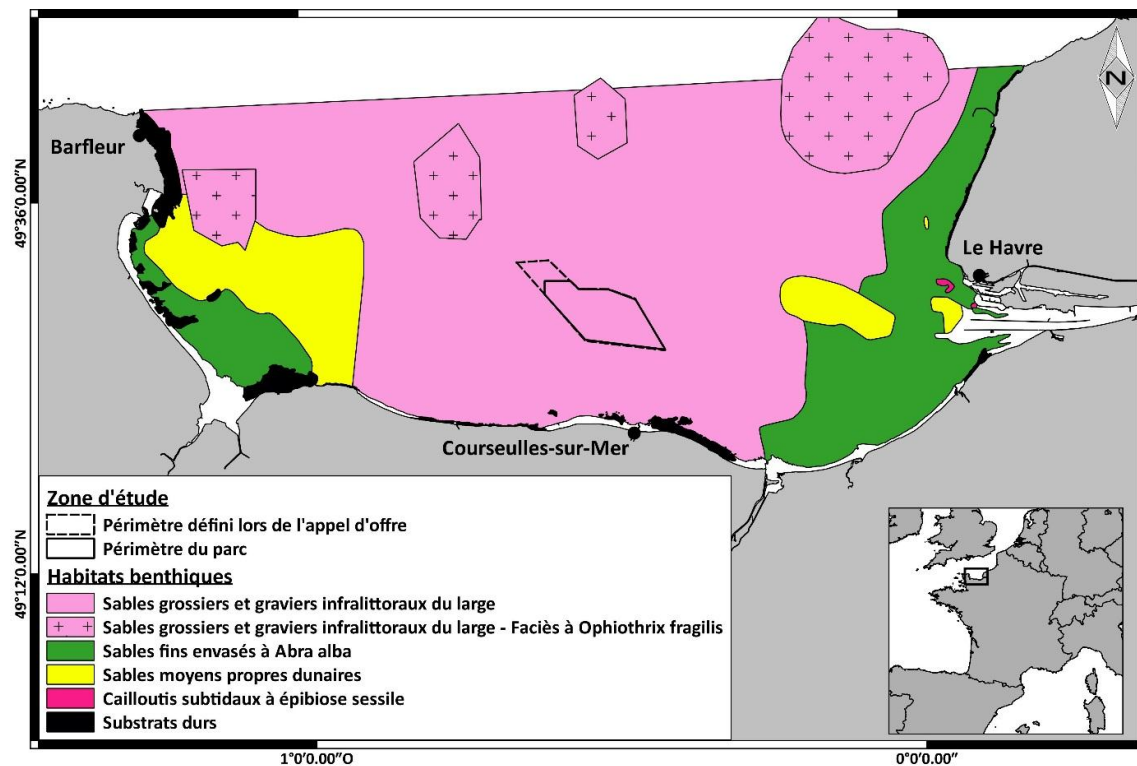 N
Barfleur
49°36'0.00"N
Le Havre
Courseulles-sur-Mer
Zone d'étude
Périmètre défini lors de l'appel d'offre
Périmètre du parc
Habitats benthiques
Sables grossiers et graviers infralittoraux du large
Sables grossiers et graviers infralittoraux du large - Faciès à Ophiothrix fragilis
Sables fins envasés à Abra alba
Sables moyens propres dunaires
Cailloutis subtidaux à épibiose sessile
Substrats durs
49°12'0.00"N
1°0'0.00"O
0°0'0.00"